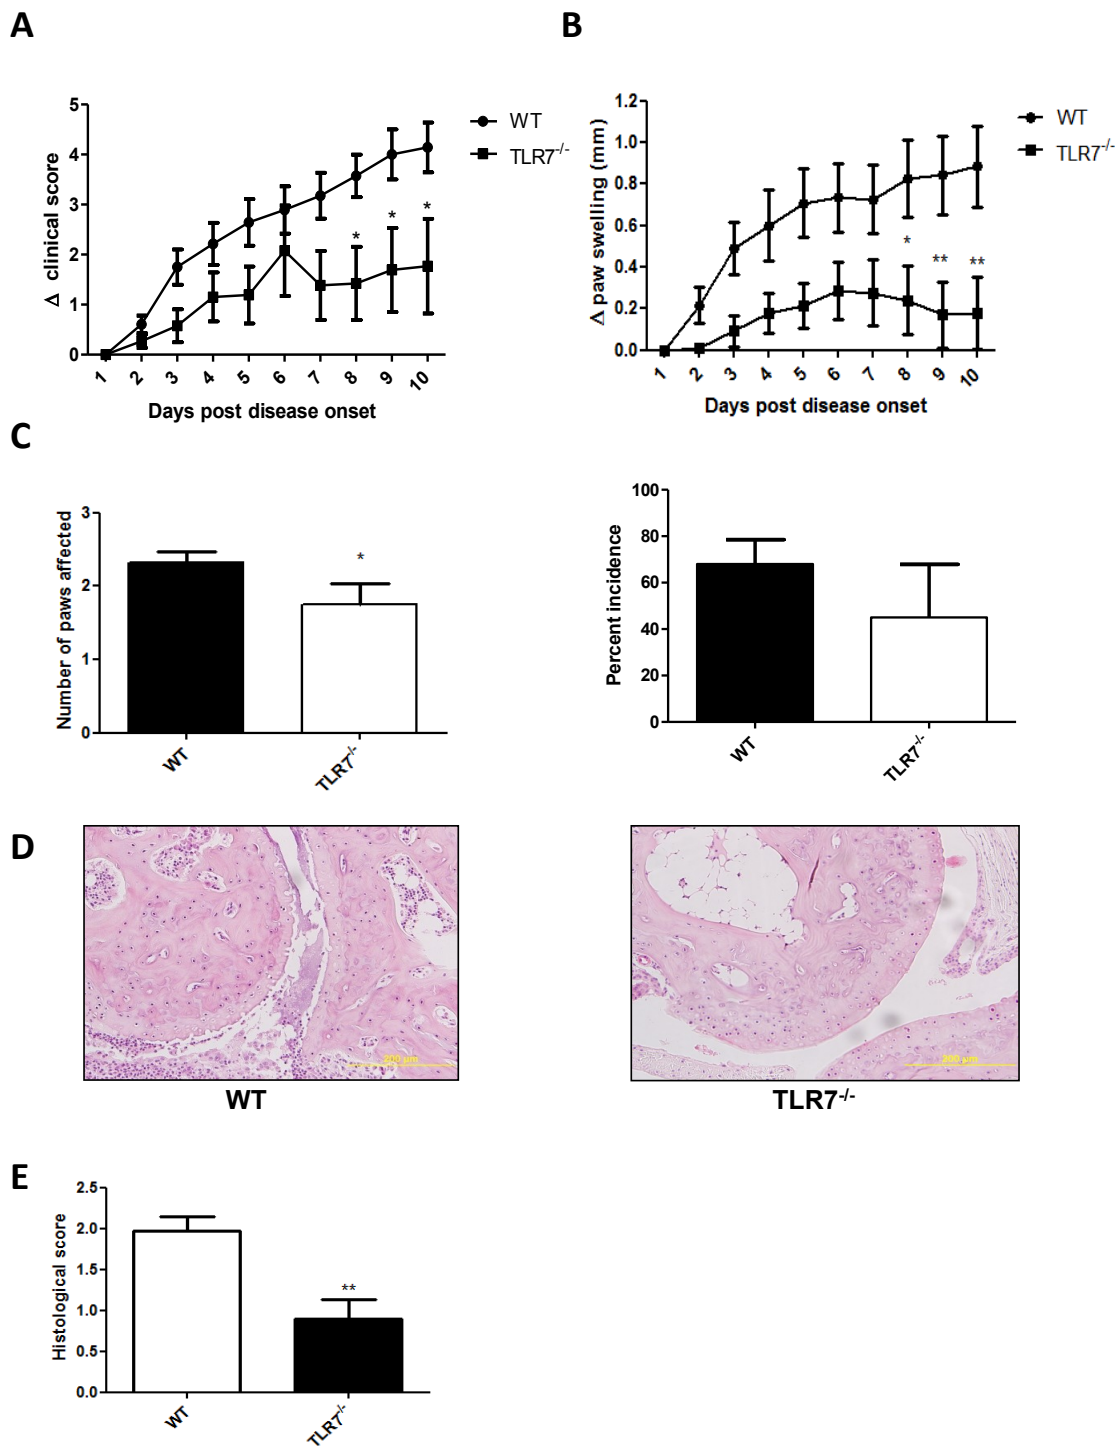 A
B
5
4
3
2
1
0
Δ clinical score
1 2 3 4 5 6 7 8 9 10
Days post disease onset
WT
TLR7-/-
* * *
1.2
1.0
0.8
0.6
0.4
0.2
0.0
Δ paw swelling (mm)
1 2 3 4 5 6 7 8 9 10
Days post disease onset
WT
TLR7-/-
* ** **
C
3
2
1
0
Number of paws affected
*
WT TLR7-/-
100
80
60
40
20
0
Percent incidence
WT TLR7-/-
D
200 µm
WT
200 µm
TLR7-/-
E
2.5
2.0
1.5
1.0
0.5
0.0
Histological score
**
WT TLR7-/-